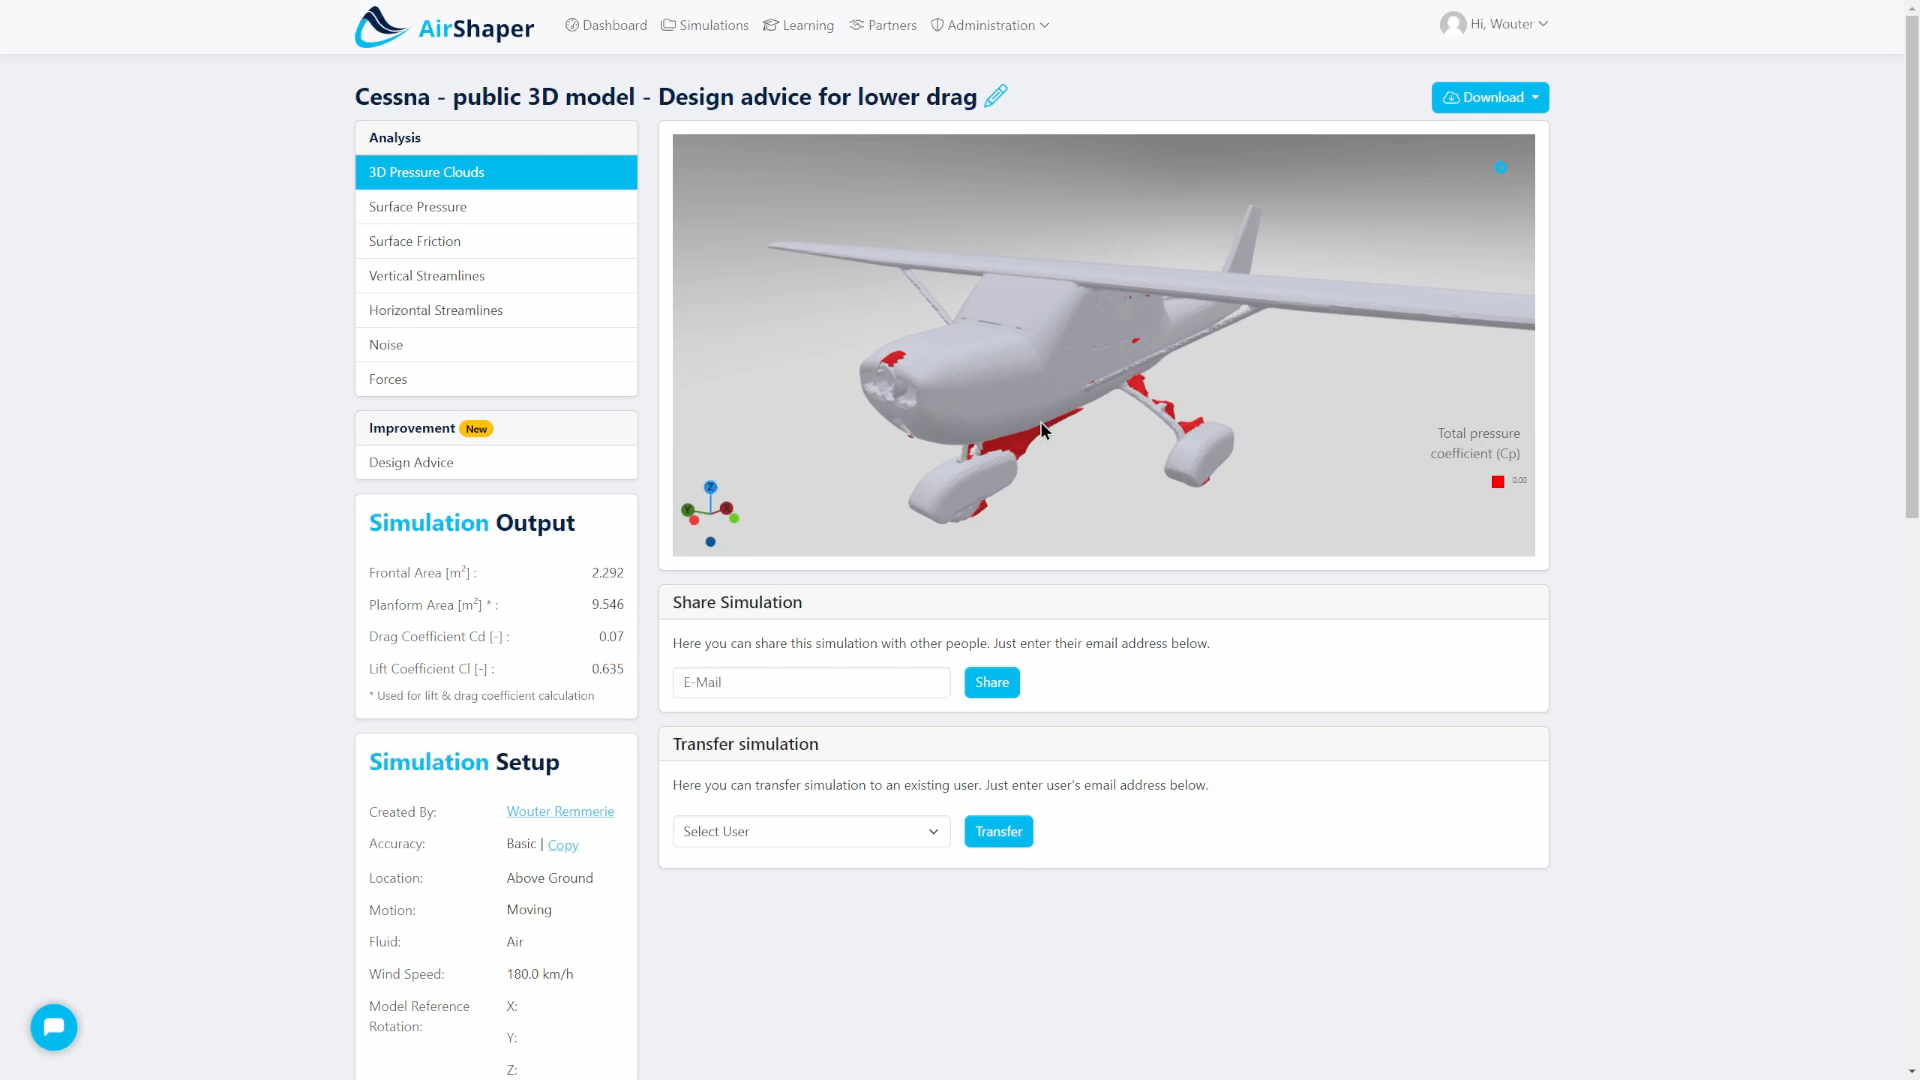 AirShaper
Dashboard
Simulations
Learning
Partners
Administration
Hi, Wouter
Cessna - public 3D model - Design advice for lower drag
Download
Analysis
3D Pressure Clouds
Surface Pressure
Surface Friction
Vertical Streamlines
Horizontal Streamlines
Noise
Forces
Improvement New
Design Advice
Total pressure
coefficient (Cp)
0.00
Z
Simulation Output
Frontal Area [m²] : 2.292
Planform Area [m²] * : 9.546
Drag Coefficient Cd [-] : 0.07
Lift Coefficient Cl [-] : 0.635
* Used for lift & drag coefficient calculation
Simulation Setup
Created By: Wouter Remmerie
Accuracy: Basic | Copy
Location: Above Ground
Motion: Moving
Fluid: Air
Wind Speed: 180.0 km/h
Model Reference X:
Rotation:
Y:
Z:
Share Simulation
Here you can share this simulation with other people. Just enter their email address below.
E-Mail
Share
Transfer simulation
Here you can transfer simulation to an existing user. Just enter user's email address below.
Select User
Transfer